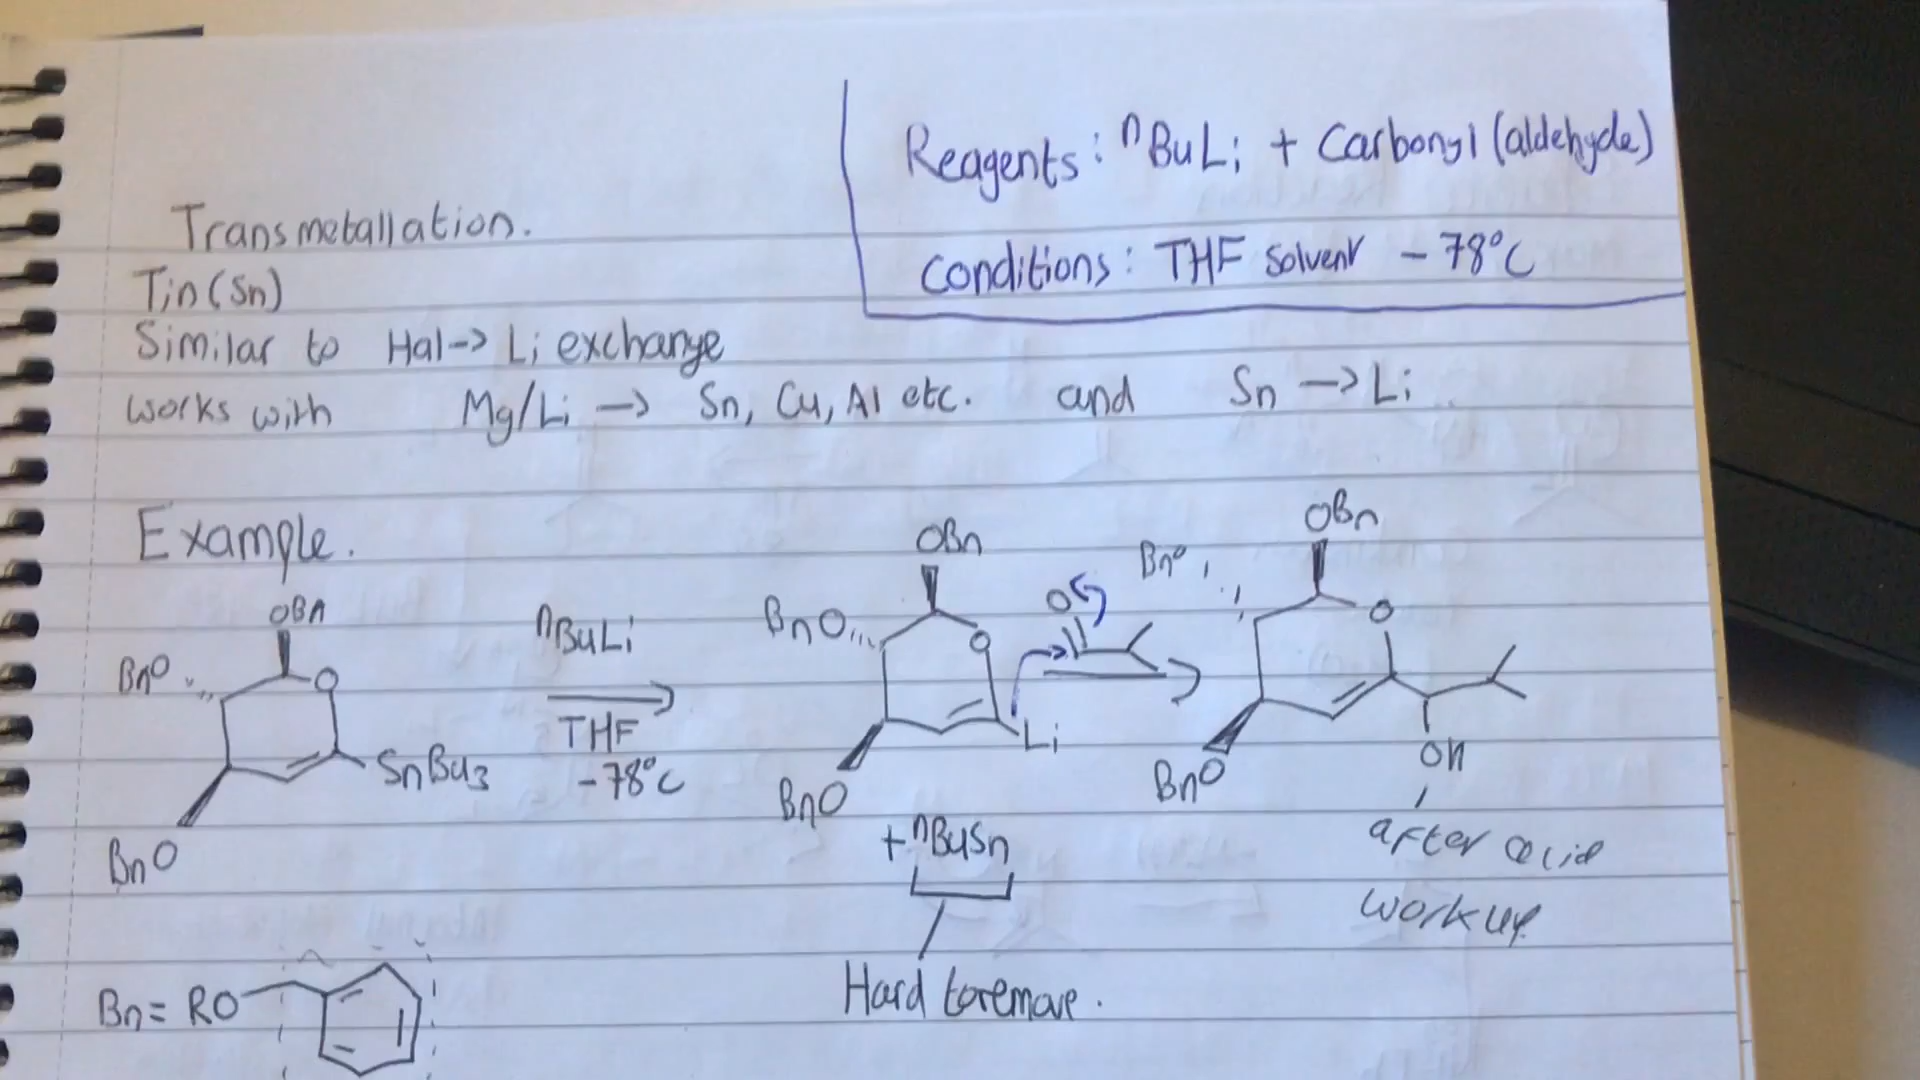 Reagents: nBuLi + Carbonyl (aldehyde)
Conditions: THF Solvent -78°C
Transmetallation.
Tin (Sn)
Similar to Hal-> Li exchange
works with Mg/Li -> Sn, Cu, Al etc. and Sn -> Li
Example.
OBn
BnO
O
SnBu3
BnO
nBuLi
THF
-78°C
OBn
BnO
O
Li
BnO
+ nBuSn
Hard to remove.
O
OBn
BnO
O
OH
BnO
after acid
workup
Bn = RO